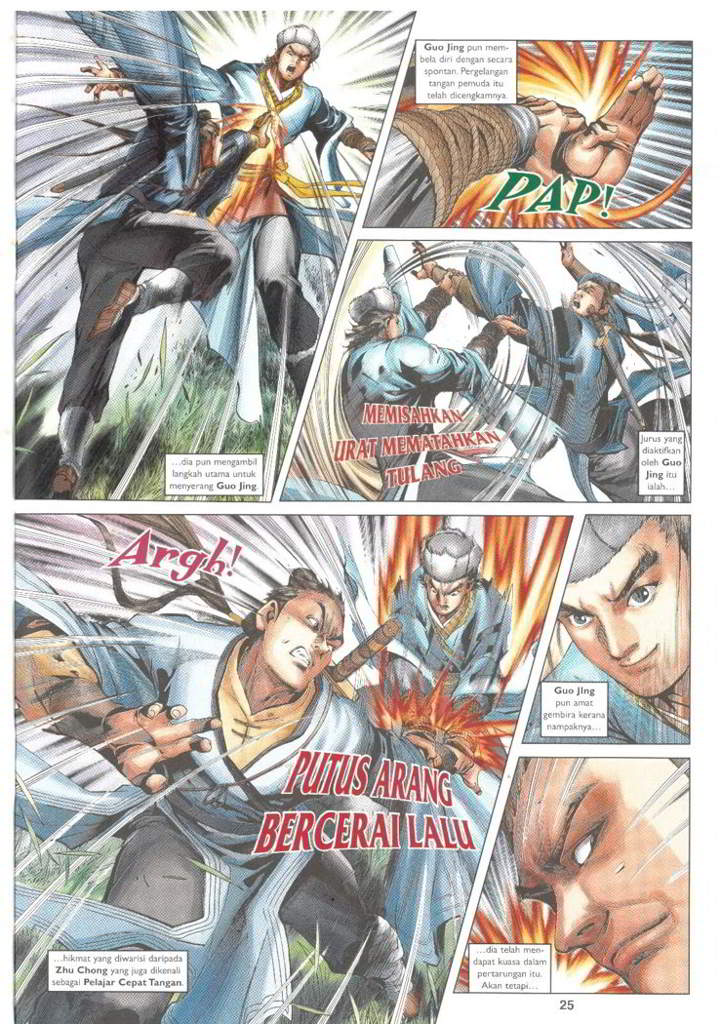 ...dia pun mengambil
langkah utama untuk
menyerang Guo Jing.
Guo Jing pun mem-
bela diri dengan secara
spontan. Pergelangan
tangan pemuda itu
telah dicengkamnya.
PAP!
MEMISAHKAN
URAT MEMATAHKAN
TULANG
Jurus yang
diaktifkan
oleh Guo
Jing itu
ialah...
Argh!
PUTUS ARANG
BERCERAI LALU
...hikmat yang diwarisi daripada
Zhu Chong yang juga dikenali
sebagai Pelajar Cepat Tangan.
Guo JIng
pun amat
gembira kerana
nampaknya...
...dia telah men-
dapat kuasa dalam
pertarungan itu.
Akan tetapi...
25